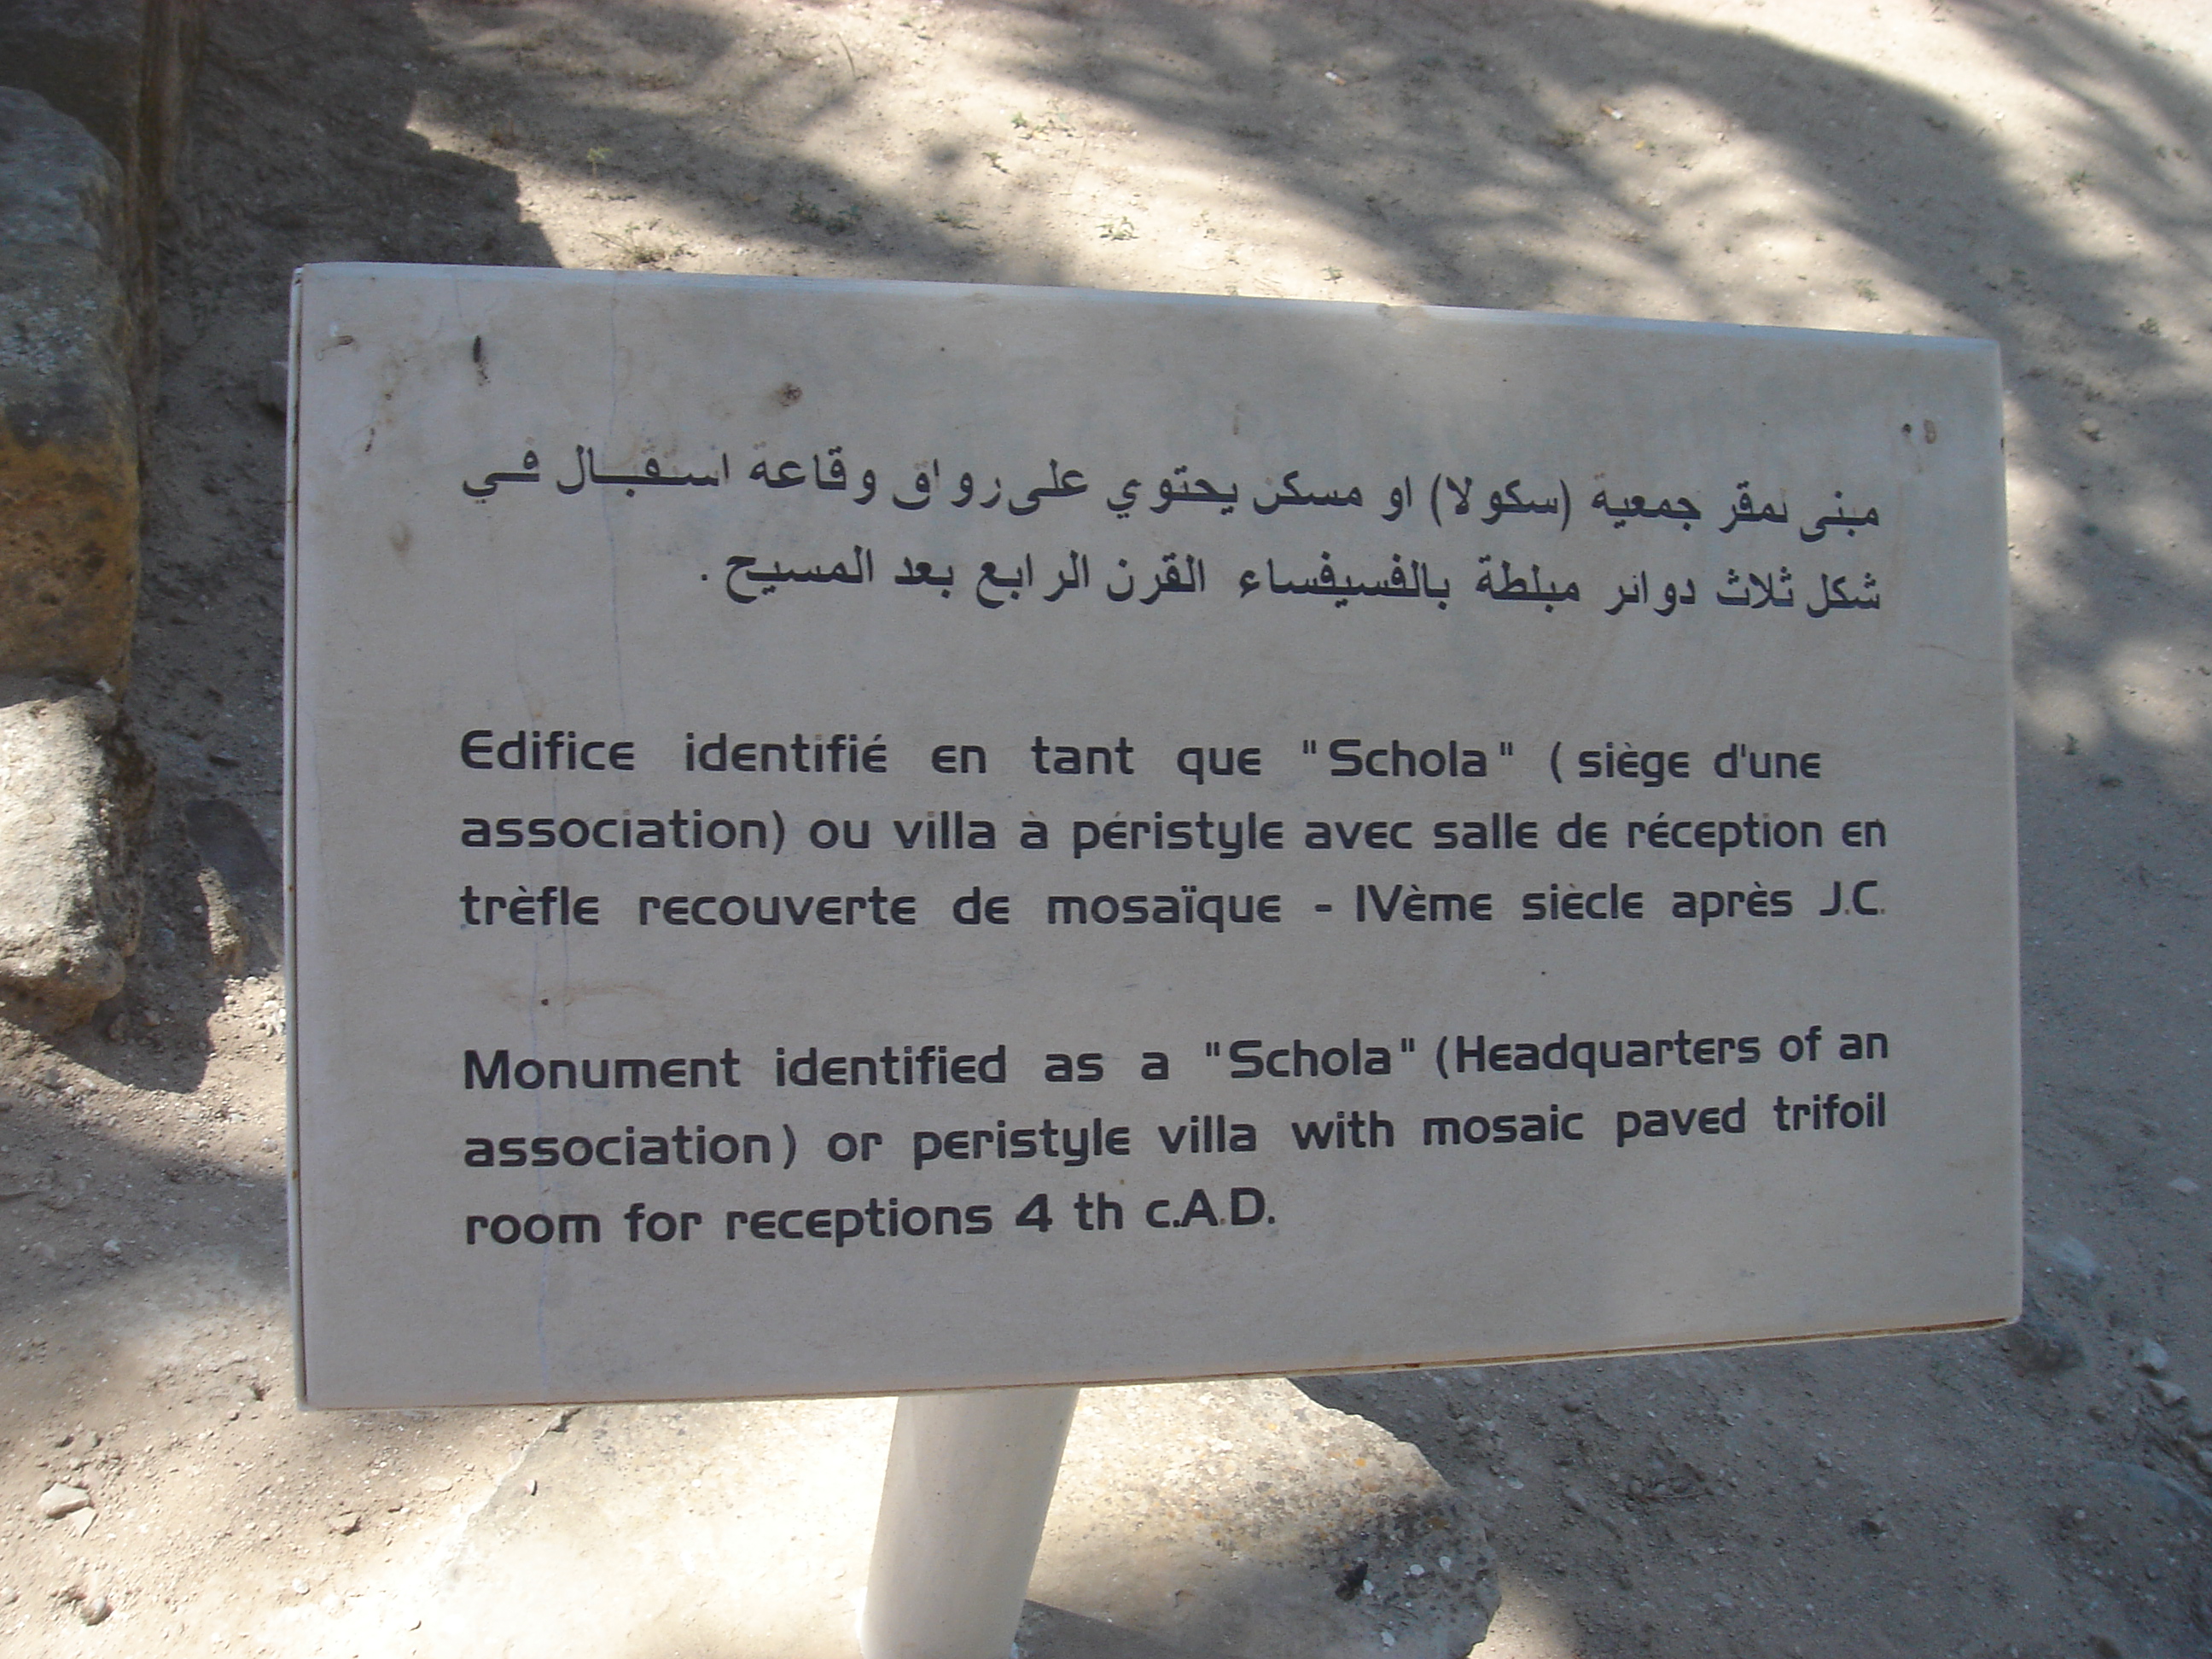 مبنى لمقر جمعية (سكولا) او مسكن يحتوي على رواق وقاعة استقبال في
شكل ثلاث دوائر مبلطة بالفسيفساء القرن الرابع بعد المسيح .
Edifice identifié en tant que "Schola" ( siège d'une
association) ou villa à péristyle avec salle de réception en
trèfle recouverte de mosaïque - IVème siècle après J.C.
Monument identified as a "Schola" (Headquarters of an
association) or peristyle villa with mosaic paved trifoil
room for receptions 4 th c.A.D.